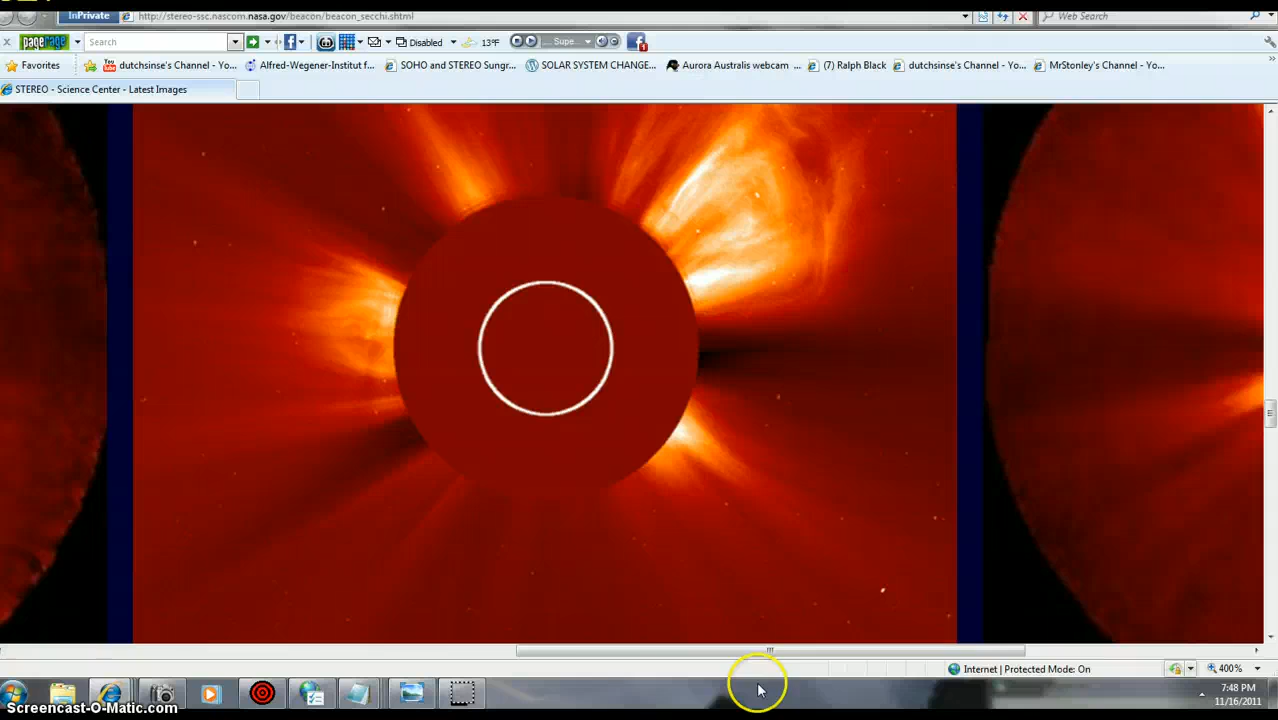 InPrivate http://stereo-ssc.nascom.nasa.gov/beacon/beacon_secchi.shtml Web Search
x pagerage Search Disabled 13°F Supe 1
Favorites dutchsinse's Channel - Yo... Alfred-Wegener-Institut f... SOHO and STEREO Sungr... SOLAR SYSTEM CHANGE... Aurora Australis webcam ... (7) Ralph Black dutchsinse's Channel - Yo... MrStonley's Channel - Yo...
STEREO - Science Center - Latest Images
Internet | Protected Mode: On 400%
7:48 PM
11/16/2011
Screencast-O-Matic.com